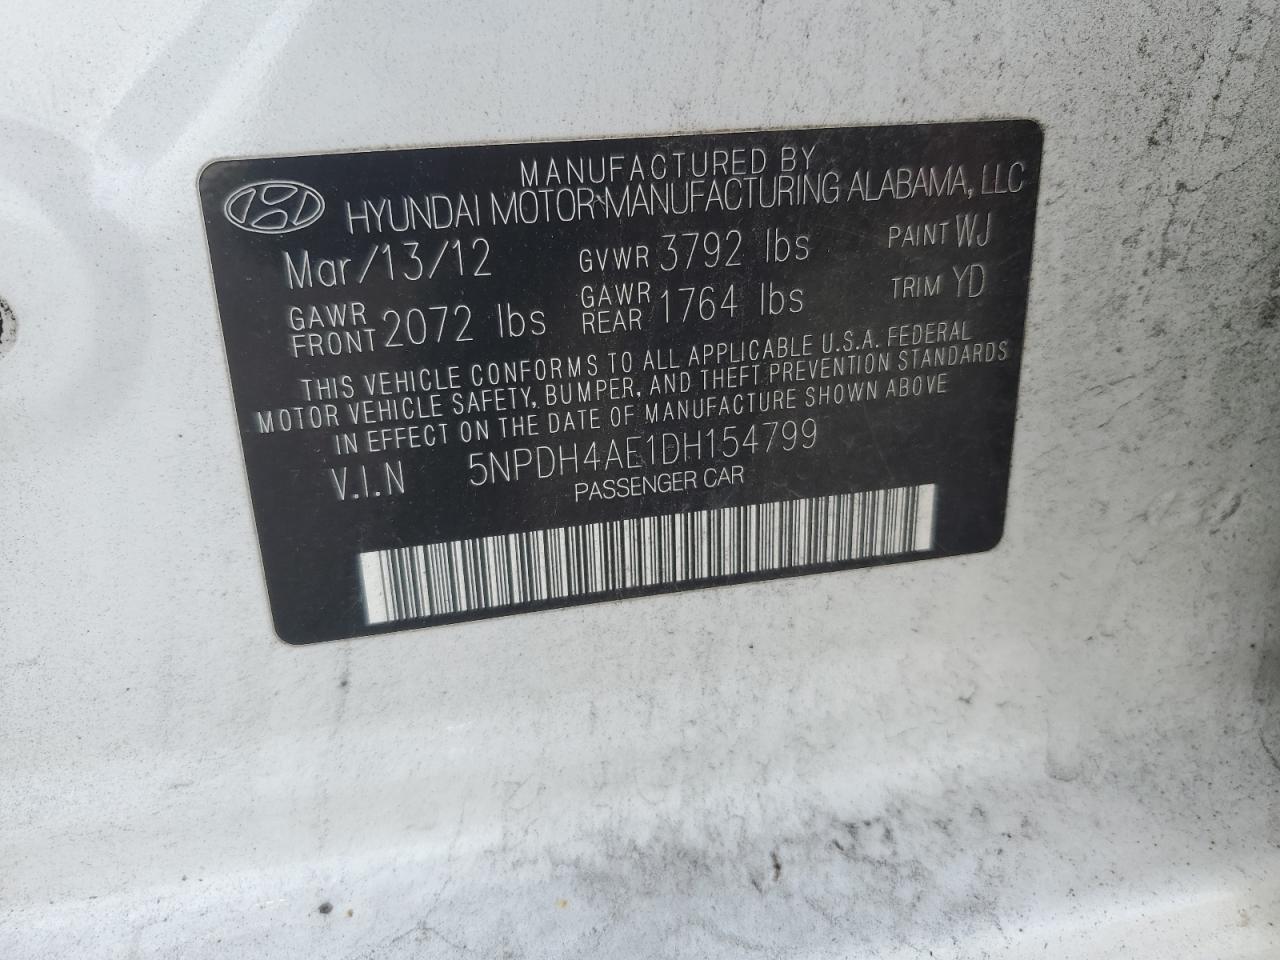 MANUFACTURED BY
HYUNDAI MOTOR MANUFACTURING ALABAMA, LLC
Mar/13/12 GVWR 3792 lbs PAINT WJ
GAWR FRONT 2072 lbs GAWR REAR 1764 lbs TRIM YD
THIS VEHICLE CONFORMS TO ALL APPLICABLE U.S.A. FEDERAL
MOTOR VEHICLE SAFETY, BUMPER, AND THEFT PREVENTION STANDARDS
IN EFFECT ON THE DATE OF MANUFACTURE SHOWN ABOVE
V.I.N 5NPDH4AE1DH154799
PASSENGER CAR